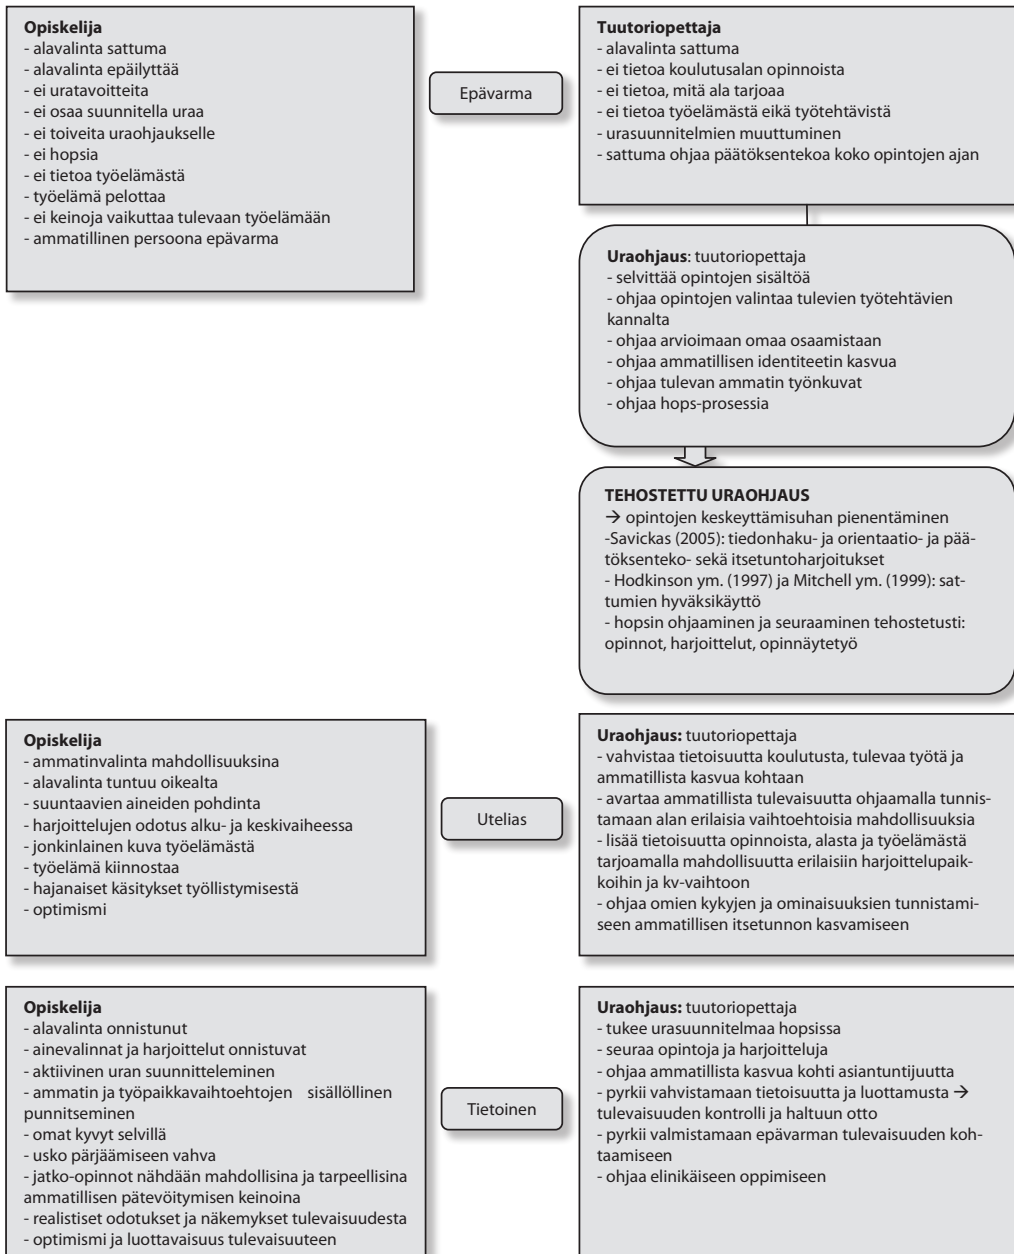 Opiskelija
- alavalinta sattuma
- alavalinta epäilyttää
- ei uratavoitteita
- ei osaa suunnitella uraa
- ei toiveita uraohjaukselle
- ei hopsia
- ei tietoa työelämästä
- työelämä pelottaa
- ei keinoja vaikuttaa tulevaan työelämään
- ammatillinen persoona epävarma
Epävarma
Tuutoriopettaja
- alavalinta sattuma
- ei tietoa koulutusalan opinnoista
- ei tietoa, mitä ala tarjoaa
- ei tietoa työelämästä eikä työtehtävistä
- urasuunnitelmien muuttuminen
- sattuma ohjaa päätöksentekoa koko opintojen ajan
Uraohjaus: tuutoriopettaja
- selvittää opintojen sisältöä
- ohjaa opintojen valintaa tulevien työtehtävien
kannalta
- ohjaa arvioimaan omaa osaamistaan
- ohjaa ammatillisen identiteetin kasvua
- ohjaa tulevan ammatin työnkuvat
- ohjaa hops-prosessia
TEHOSTETTU URAOHJAUS
→ opintojen keskeyttämisuhan pienentäminen
-Savickas (2005): tiedonhaku- ja orientaatio- ja pää-
töksenteko- sekä itsetuntoharjoitukset
- Hodkinson ym. (1997) ja Mitchell ym. (1999): sat-
tumien hyväksikäyttö
- hopsin ohjaaminen ja seuraaminen tehostetusti:
opinnot, harjoittelut, opinnäytetyö
Opiskelija
- ammatinvalinta mahdollisuuksina
- alavalinta tuntuu oikealta
- suuntaavien aineiden pohdinta
- harjoittelujen odotus alku- ja keskivaiheessa
- jonkinlainen kuva työelämästä
- työelämä kiinnostaa
- hajanaiset käsitykset työllistymisestä
- optimismi
Utelias
Uraohjaus: tuutoriopettaja
- vahvistaa tietoisuutta koulutusta, tulevaa työtä ja
ammatillista kasvua kohtaan
- avartaa ammatillista tulevaisuutta ohjaamalla tunnis-
tamaan alan erilaisia vaihtoehtoisia mahdollisuuksia
- lisää tietoisuutta opinnoista, alasta ja työelämästä
tarjoamalla mahdollisuutta erilaisiin harjoittelupaik-
koihin ja kv-vaihtoon
- ohjaa omien kykyjen ja ominaisuuksien tunnistami-
seen ammatillisen itsetunnon kasvamiseen
Opiskelija
- alavalinta onnistunut
- ainevalinnat ja harjoittelut onnistuvat
- aktiivinen uran suunnitteleminen
- ammatin ja työpaikkavaihtoehtojen sisällöllinen
punnitseminen
- omat kyvyt selvillä
- usko pärjäämiseen vahva
- jatko-opinnot nähdään mahdollisina ja tarpeellisina
ammatillisen pätevöitymisen keinoina
- realistiset odotukset ja näkemykset tulevaisuudesta
- optimismi ja luottavaisuus tulevaisuuteen
Tietoinen
Uraohjaus: tuutoriopettaja
- tukee urasuunnitelmaa hopsissa
- seuraa opintoja ja harjoitteluja
- ohjaa ammatillista kasvua kohti asiantuntijuutta
- pyrkii vahvistamaan tietoisuutta ja luottamusta →
tulevaisuuden kontrolli ja haltuun otto
- pyrkii valmistamaan epävarman tulevaisuuden koh-
taamiseen
- ohjaa elinikäiseen oppimiseen